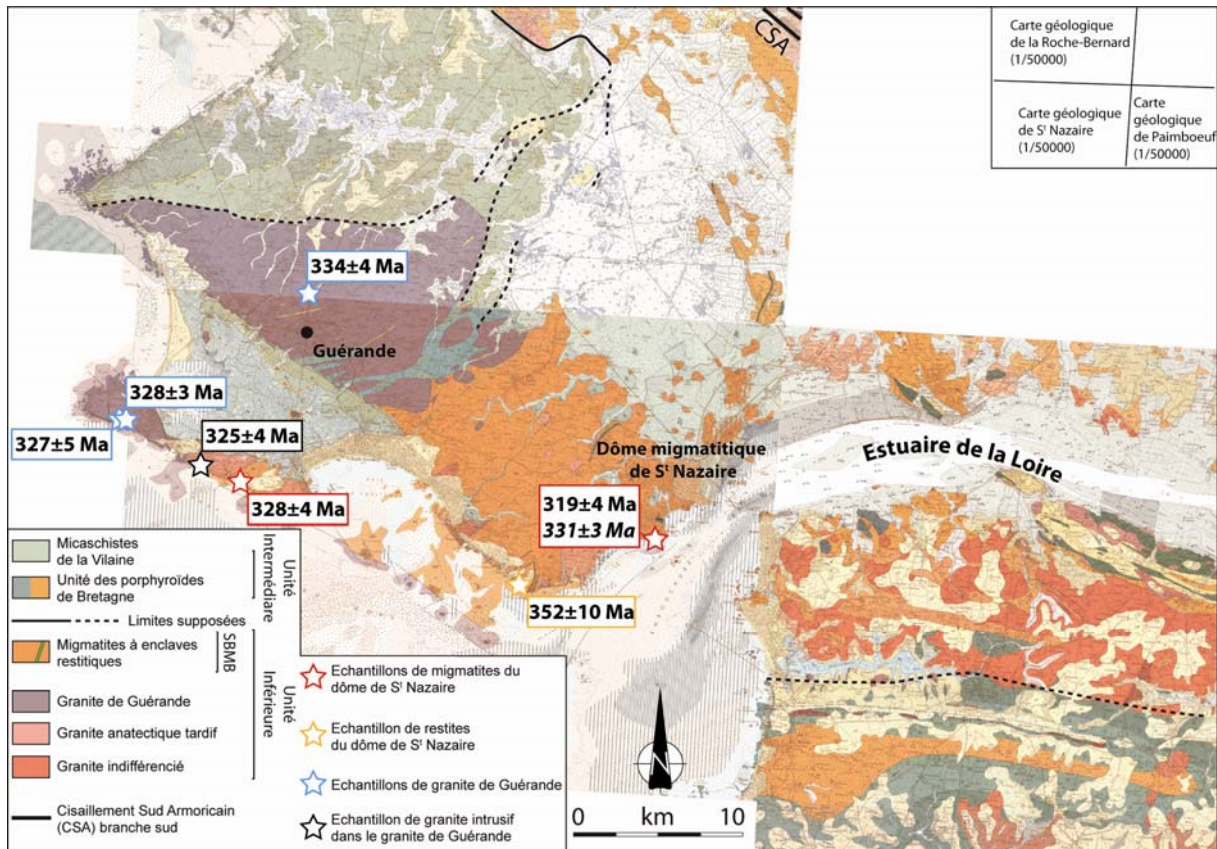 CSA
Carte géologique
de la Roche-Bernard
(1/50000)
Carte géologique
de Sᵗ Nazaire
(1/50000)
Carte
géologique
de Paimboeuf
(1/50000)
334±4 Ma
Guérande
328±3 Ma
327±5 Ma
325±4 Ma
328±4 Ma
Dôme migmatitique
de Sᵗ Nazaire
319±4 Ma
331±3 Ma
352±10 Ma
Estuaire de la Loire
Micaschistes
de la Vilaine
Unité des porphyroïdes
de Bretagne
Unité
Intermédiare
Limites supposées
Migmatites à enclaves
restitiques
SBMB
Granite de Guérande
Granite anatectique tardif
Granite indifférencié
Unité
Inférieure
Cisaillement Sud Armoricain
(CSA) branche sud
Echantillons de migmatites du
dôme de Sᵗ Nazaire
Echantillon de restites
du dôme de Sᵗ Nazaire
Echantillons de granite de Guérande
Echantillon de granite intrusif
dans le granite de Guérande
N
0 km 10